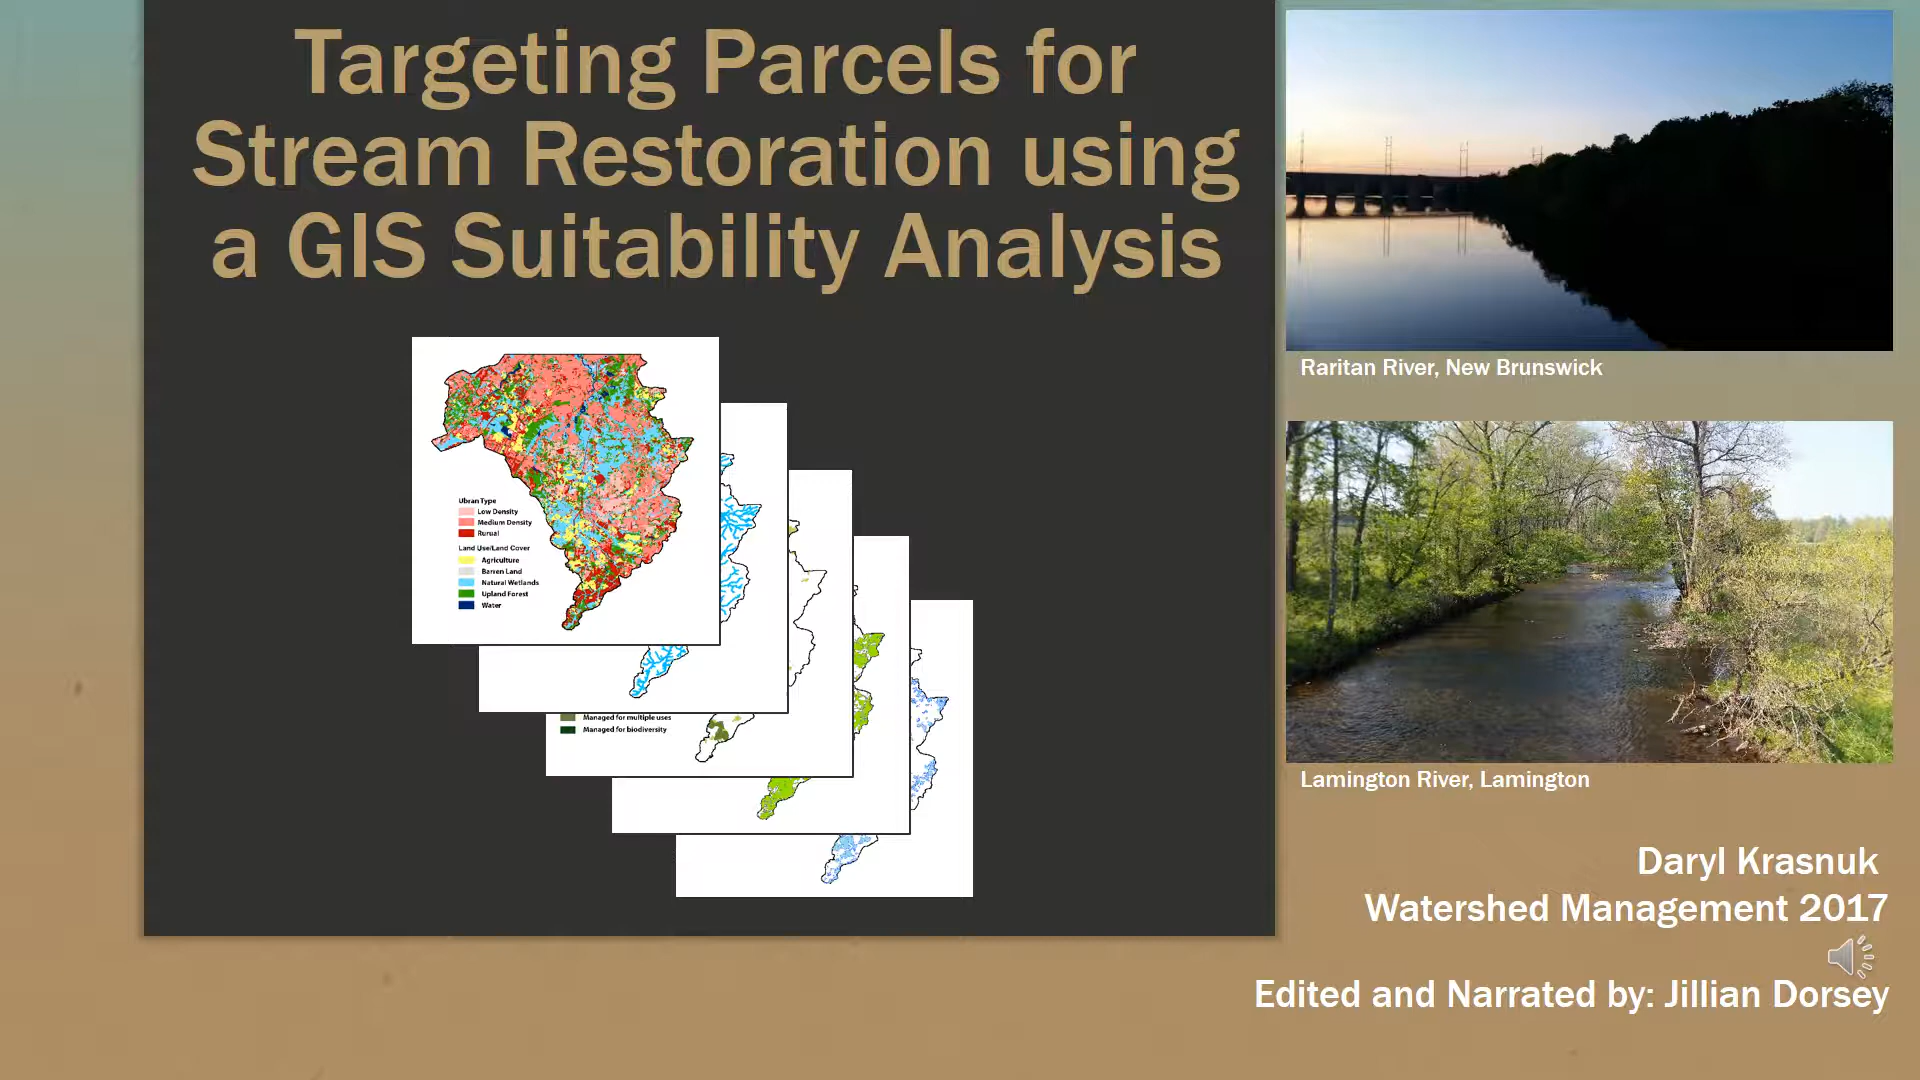 Targeting Parcels for
Stream Restoration using
a GIS Suitability Analysis
Ubran Type
Low Density
Medium Density
Rurual
Land Use/Land Cover
Agriculture
Barren Land
Natural Wetlands
Upland Forest
Water
Managed for multiple uses
Managed for biodiversity
Raritan River, New Brunswick
Lamington River, Lamington
Daryl Krasnuk
Watershed Management 2017
Edited and Narrated by: Jillian Dorsey